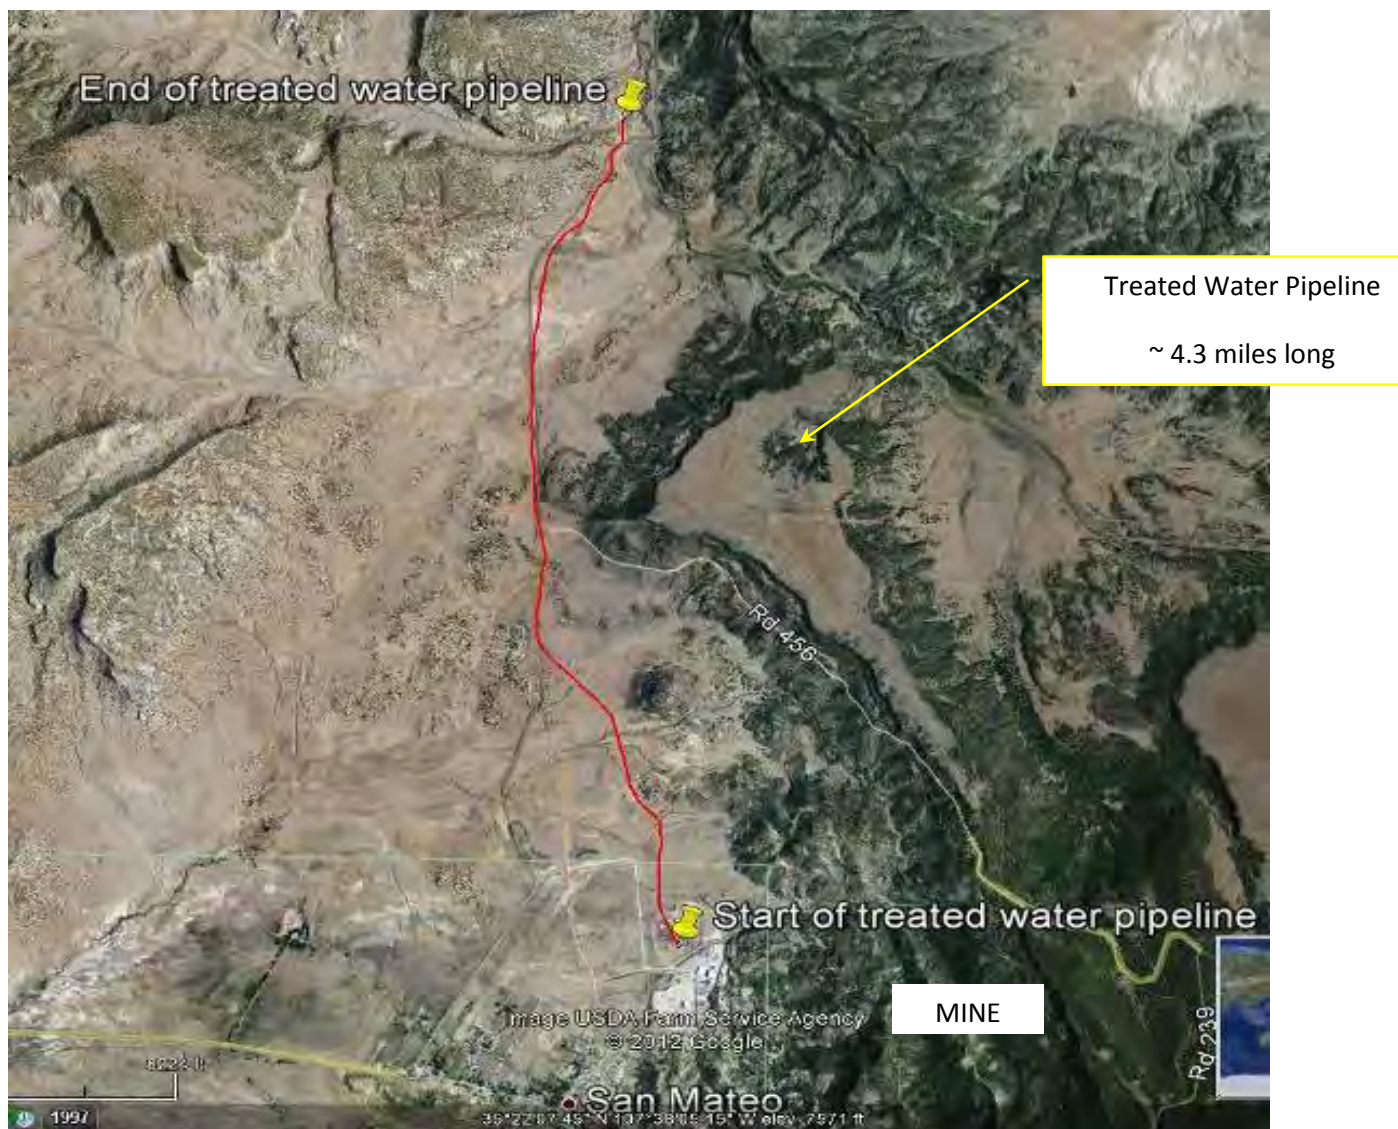 End of treated water pipeline
Treated Water Pipeline
~ 4.3 miles long
Rd 456
Start of treated water pipeline
MINE
Image USDA Farm Service Agency
© 2012 Google
Rd 239
San Mateo
1997